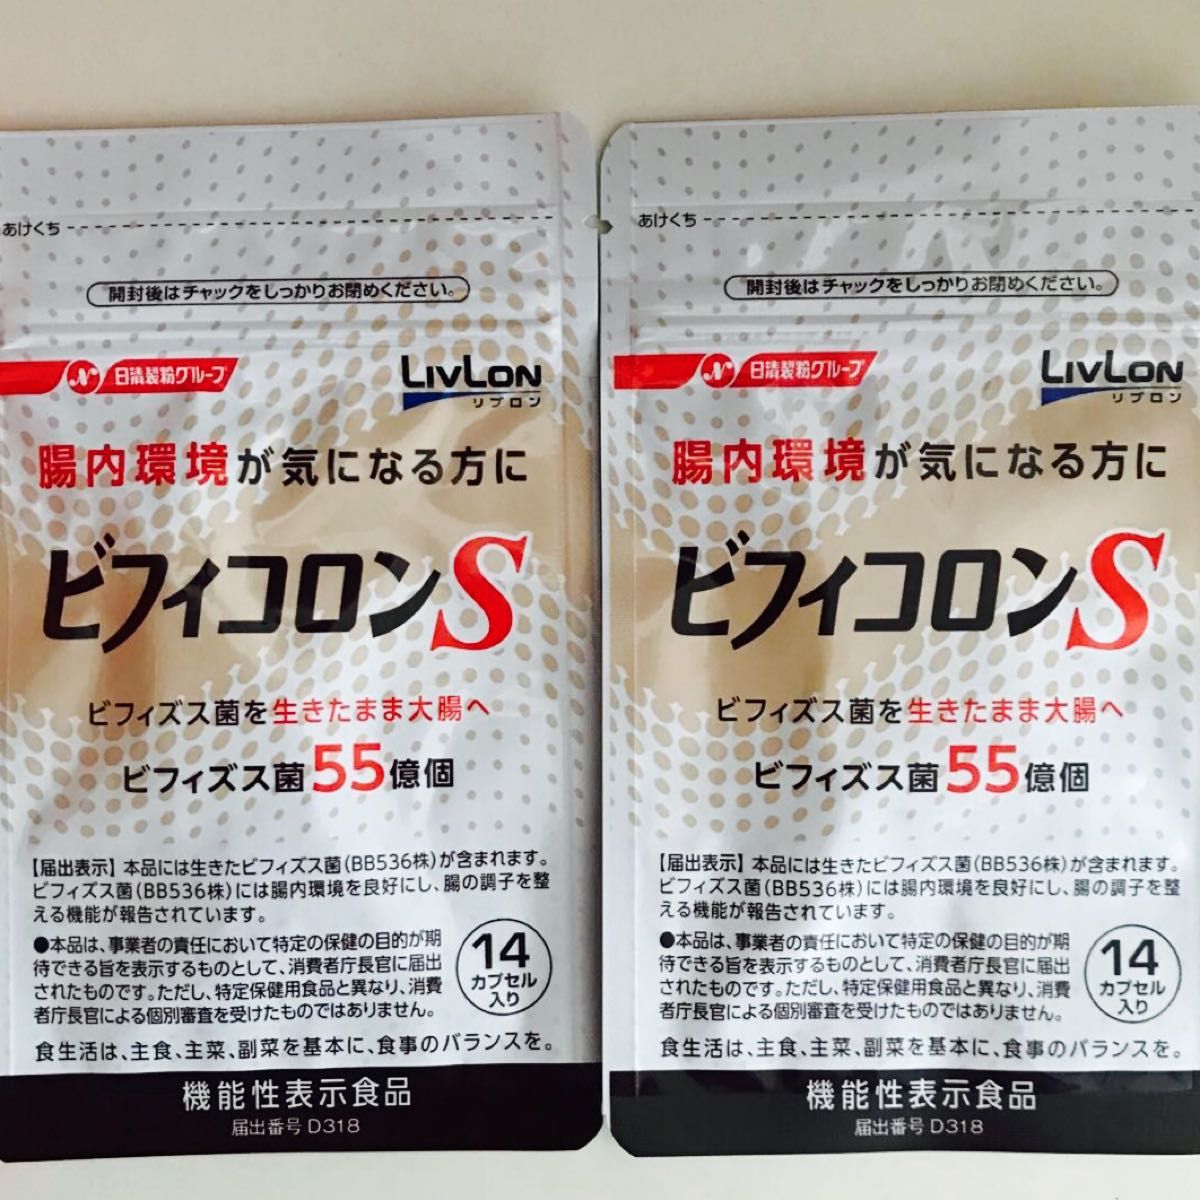 あけくち
開封後はチャックをしっかりお閉めください。
日清製粉グループ
LIVLON
リブロン
腸内環境が気になる方に
ビフィコロンS
ビフィズス菌を生きたまま大腸へ
ビフィズス菌55億個
【届出表示】本品には生きたビフィズス菌(BB536株)が含まれます。
ビフィズス菌(BB536株)には腸内環境を良好にし、腸の調子を整
える機能が報告されています。
●本品は、事業者の責任において特定の保健の目的が期
待できる旨を表示するものとして、消費者庁長官に届出
されたものです。ただし、特定保健用食品と異なり、消費
者庁長官による個別審査を受けたものではありません。
14
カプセル
入り
食生活は、主食、主菜、副菜を基本に、食事のバランスを。
機能性表示食品
届出番号 D318
あけくち
開封後はチャックをしっかりお閉めください。
日清製粉グループ
LIVLON
リブロン
腸内環境が気になる方に
ビフィコロンS
ビフィズス菌を生きたまま大腸へ
ビフィズス菌55億個
【届出表示】本品には生きたビフィズス菌(BB536株)が含まれます。
ビフィズス菌(BB536株)には腸内環境を良好にし、腸の調子を整
える機能が報告されています。
●本品は、事業者の責任において特定の保健の目的が期
待できる旨を表示するものとして、消費者庁長官に届出
されたものです。ただし、特定保健用食品と異なり、消費
者庁長官による個別審査を受けたものではありません。
14
カプセル
入り
食生活は、主食、主菜、副菜を基本に、食事のバランスを。
機能性表示食品
届出番号 D318